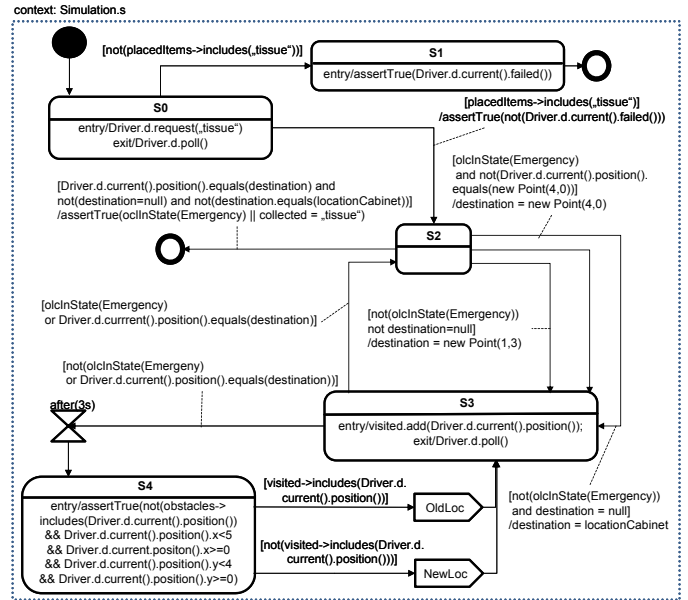 context: Simulation.s
[not(placedItems->includes(„tissue“))]
S1
entry/assertTrue(Driver.d.current().failed())
S0
entry/Driver.d.request(„tissue“)
exit/Driver.d.poll()
[placedItems->includes(„tissue“)]
/assertTrue(not(Driver.d.current().failed()))
[olcInState(Emergency)
and not(Driver.d.current().position().
equals(new Point(4,0))]
/destination = new Point(4,0)
[Driver.d.current().position().equals(destination) and
not(destination=null) and not(destination.equals(locationCabinet))]
/assertTrue(oclInState(Emergency) || collected = „tissue“)
S2
[olcInState(Emergency)
or Driver.d.currrent().position().equals(destination)]
[not(olcInState(Emergency))
not destination=null]
/destination = new Point(1,3)
[not(olcInState(Emergeny)
or Driver.d.current().position().equals(destination))]
after(3s)
S3
entry/visited.add(Driver.d.current().position());
exit/Driver.d.poll()
S4
entry/assertTrue(not(obstacles->
includes(Driver.d.current().position())
&& Driver.d.current().position().x<5
&& Driver.d.current.positon().x>=0
&& Driver.d.current().position().y<4
&& Driver.d.current().position().y>=0)
[visited->includes(Driver.d.
current().position())]
OldLoc
[not(visited->includes(Driver.d.
current().position()))]
NewLoc
[not(olcInState(Emergency))
and destination = null]
/destination = locationCabinet